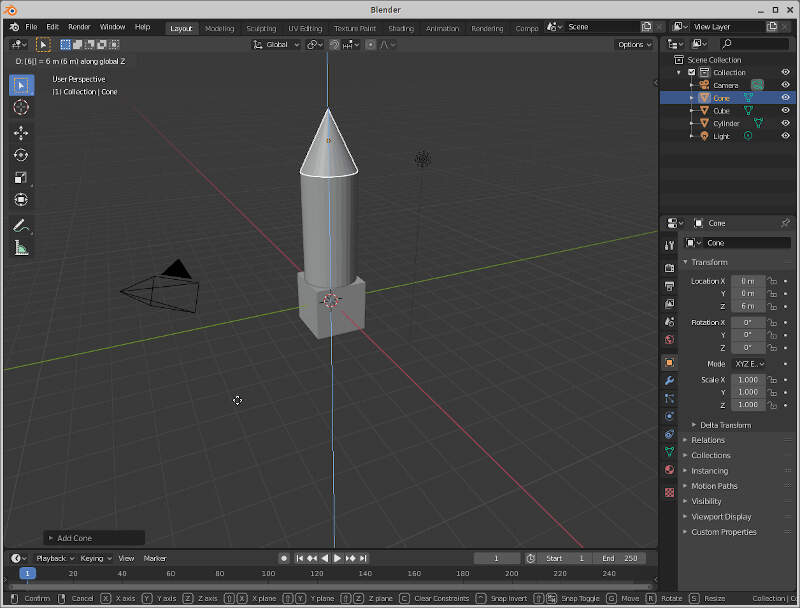 Blender
File Edit Render Window Help Layout Modeling Sculpting UV Editing Texture Paint Shading Animation Rendering Compo Scene View Layer
Global Options
D: [6|] = 6 m (6 m) along global Z
User Perspective
(1) Collection | Cone
Scene Collection
Collection
Camera
Cone
Cube
Cylinder
Light
Cone
Cone
Transform
Location X 0 m
Y 0 m
Z 6 m
Rotation X 0°
Y 0°
Z 0°
Mode XYZ E..
Scale X 1.000
Y 1.000
Z 1.000
Delta Transform
Relations
Collections
Instancing
Motion Paths
Visibility
Viewport Display
Custom Properties
Add Cone
Playback Keying View Marker 1 Start 1 End 250
1 20 40 60 80 100 120 140 160 180 200 220 240
Confirm Cancel X X axis Y Y axis Z Z axis X X plane Y Y plane Z Z plane C Clear Constraints Snap Invert Snap Toggle G Move R Rotate S Resize Collection | Co